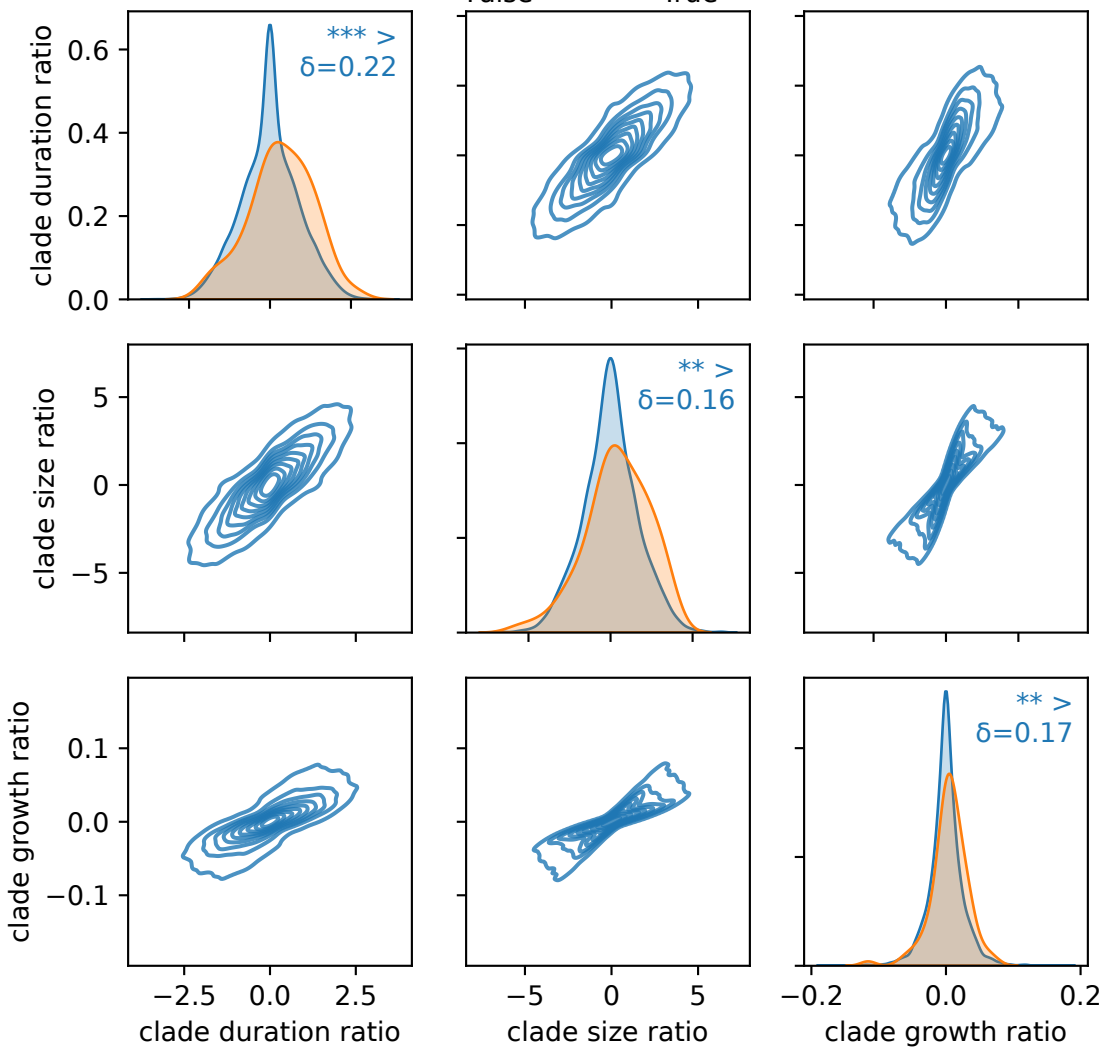 raise True
*** >
δ=0.22
clade duration ratio
0.6
0.4
0.2
0.0
** >
δ=0.16
clade size ratio
5
0
−5
** >
δ=0.17
clade growth ratio
0.1
0.0
−0.1
−2.5 0.0 2.5
−5 0 5
−0.2 0.0 0.2
clade duration ratio
clade size ratio
clade growth ratio